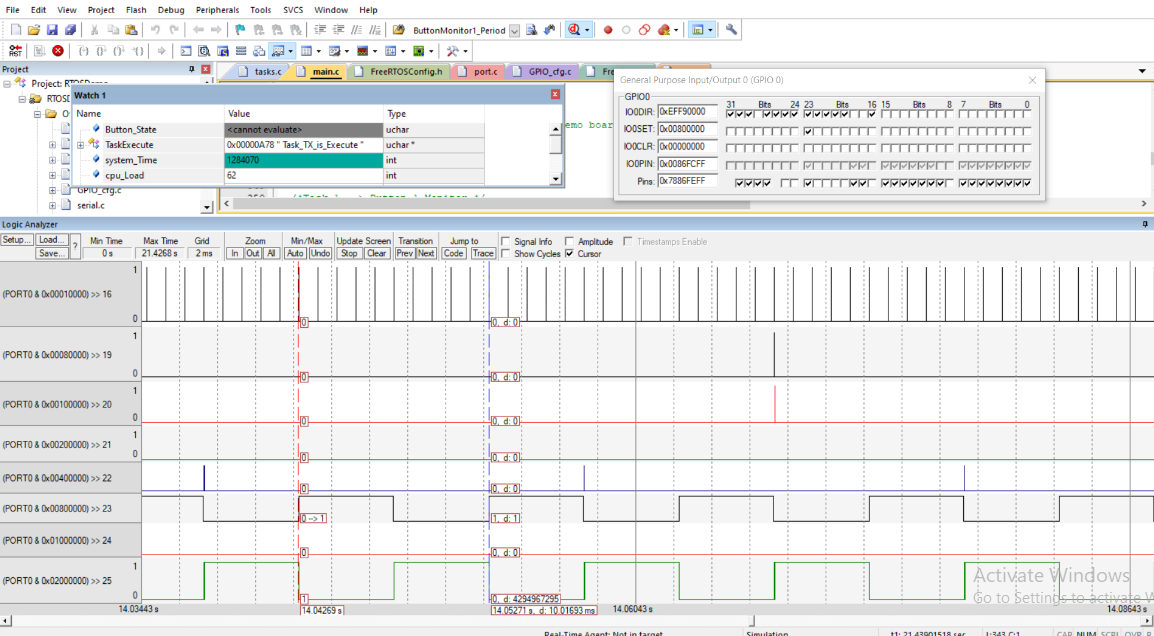 File Edit View Project Flash Debug Peripherals Tools SVCS Window Help
ButtonMonitor1_Period
RST
Project
Project:
tasks.c main.c FreeRTOSConfig.h port.c GPIO_cfg.c
Watch 1
Name Value Type
Button_State <cannot evaluate> uchar
TaskExecute 0x00000A78 " Task_TX_is_Execute " uchar *
system_Time 1284070 int
cpu_Load 62 int
GPIO_cfg.c
serial.c
emo boar
General Purpose Input/Output 0 (GPIO 0)
GPIO0
31 Bits 24 23 Bits 16 15 Bits 8 7 Bits 0
IO0DIR: 0xEFF90000
IO0SET: 0x00800000
IO0CLR: 0x00000000
IO0PIN: 0x0086FCFF
Pins: 0x7886FEFF
Logic Analyzer
Setup... Load... Save... ?
Min Time Max Time Grid Zoom Min/Max Update Screen Transition Jump to
0 s 21.4268 s 2 ms In Out All Auto Undo Stop Clear Prev Next Code Trace
Signal Info Amplitude Timestamps Enable
Show Cycles Cursor
(PORT0 & 0x00010000) >> 16 1 0 0 0, d: 0
(PORT0 & 0x00080000) >> 19 1 0 0 0, d: 0
(PORT0 & 0x00100000) >> 20 1 0 0 0, d: 0
(PORT0 & 0x00200000) >> 21 1 0 0 0, d: 0
(PORT0 & 0x00400000) >> 22 0 0, d: 0
(PORT0 & 0x00800000) >> 23 0 --> 1 1, d: 1
(PORT0 & 0x01000000) >> 24 0 0, d: 0
(PORT0 & 0x02000000) >> 25 1 0 1 0, d: 4294967295
14.03443 s 14.04269 s 14.05271 s, d: 10.01693 ms 14.06043 s 14.08643 s
Activate Windows
Go to Settings to activate W
Real-Time Agent: Not in target Simulation t1: 21.43901518 sec L:343 C:1 CAP NUM SCRL OVR R